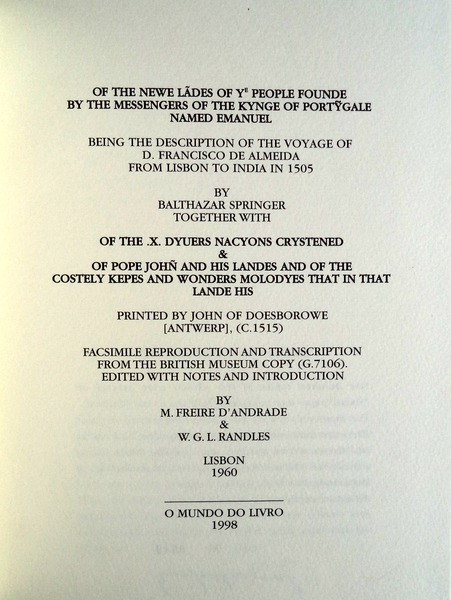 OF THE NEWE LÃDES OF Yᴱ PEOPLE FOUNDE
BY THE MESSENGERS OF THE KYNGE OF PORTỸGALE
NAMED EMANUEL
BEING THE DESCRIPTION OF THE VOYAGE OF
D. FRANCISCO DE ALMEIDA
FROM LISBON TO INDIA IN 1505
BY
BALTHAZAR SPRINGER
TOGETHER WITH
OF THE .X. DYUERS NACYONS CRYSTENED
&
OF POPE JOHÑ AND HIS LANDES AND OF THE
COSTELY KEPES AND WONDERS MOLODYES THAT IN THAT
LANDE HIS
PRINTED BY JOHN OF DOESBOROWE
[ANTWERP], (C.1515)
FACSIMILE REPRODUCTION AND TRANSCRIPTION
FROM THE BRITISH MUSEUM COPY (G.7106).
EDITED WITH NOTES AND INTRODUCTION
BY
M. FREIRE D'ANDRADE
&
W. G. L. RANDLES
LISBON
1960
O MUNDO DO LIVRO
1998